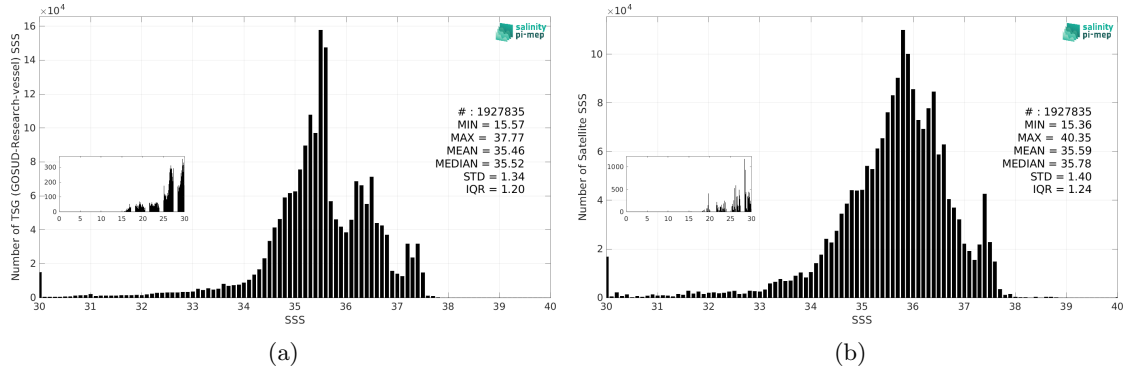 ×10⁴
16
14
12
10
8
6
4
2
0
Number of TSG (GOSUD-Research-vessel) SSS
salinity
pi-mep
# : 1927835
MIN = 15.57
MAX = 37.77
MEAN = 35.46
MEDIAN = 35.52
STD = 1.34
IQR = 1.20
300
200
100
0
0 5 10 15 20 25 30
30 31 32 33 34 35 36 37 38 39 40
SSS
(a)
×10⁴
10
8
6
4
2
0
Number of Satellite SSS
salinity
pi-mep
# : 1927835
MIN = 15.36
MAX = 40.35
MEAN = 35.59
MEDIAN = 35.78
STD = 1.40
IQR = 1.24
1000
500
0
0 5 10 15 20 25 30
30 31 32 33 34 35 36 37 38 39 40
SSS
(b)